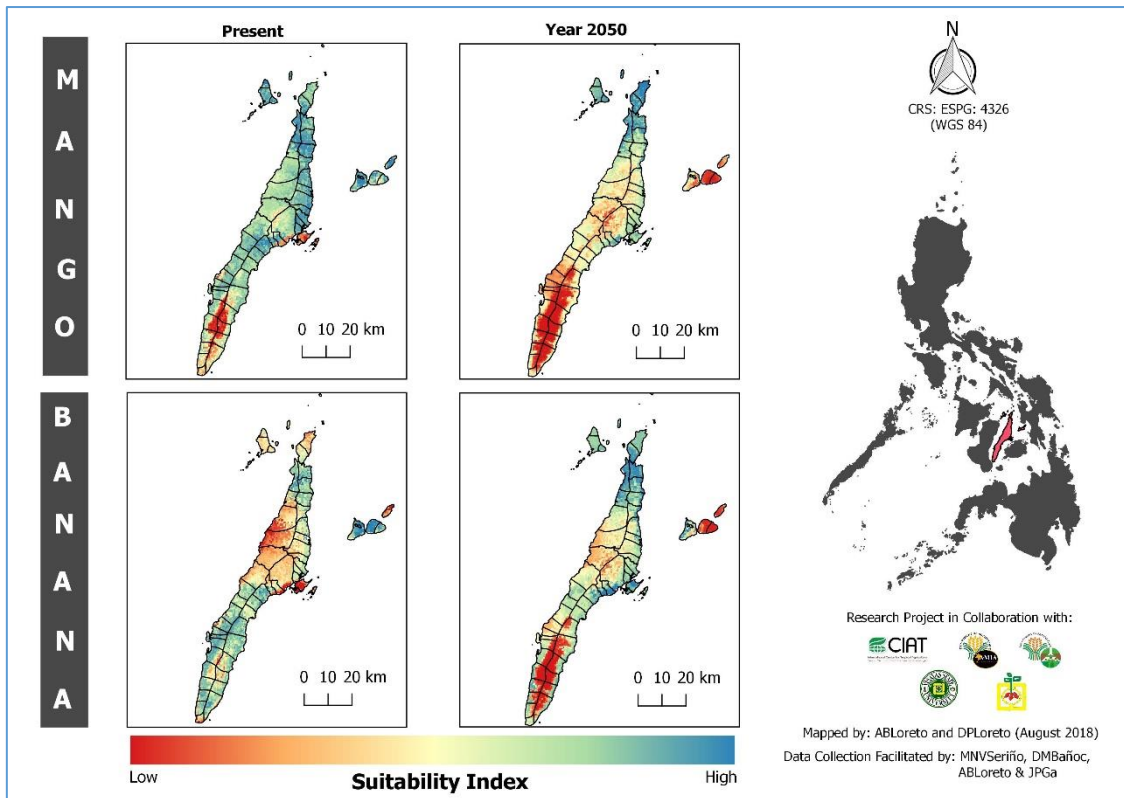 Present
Year 2050
MANGO
0 10 20 km
0 10 20 km
BANANA
0 10 20 km
0 10 20 km
Low
High
Suitability Index
N
CRS: ESPG: 4326
(WGS 84)
Research Project in Collaboration with:
CIAT
Mapped by: ABLoreto and DPLoreto (August 2018)
Data Collection Facilitated by: MNVSeriño, DMBañoc,
ABLoreto & JPGa